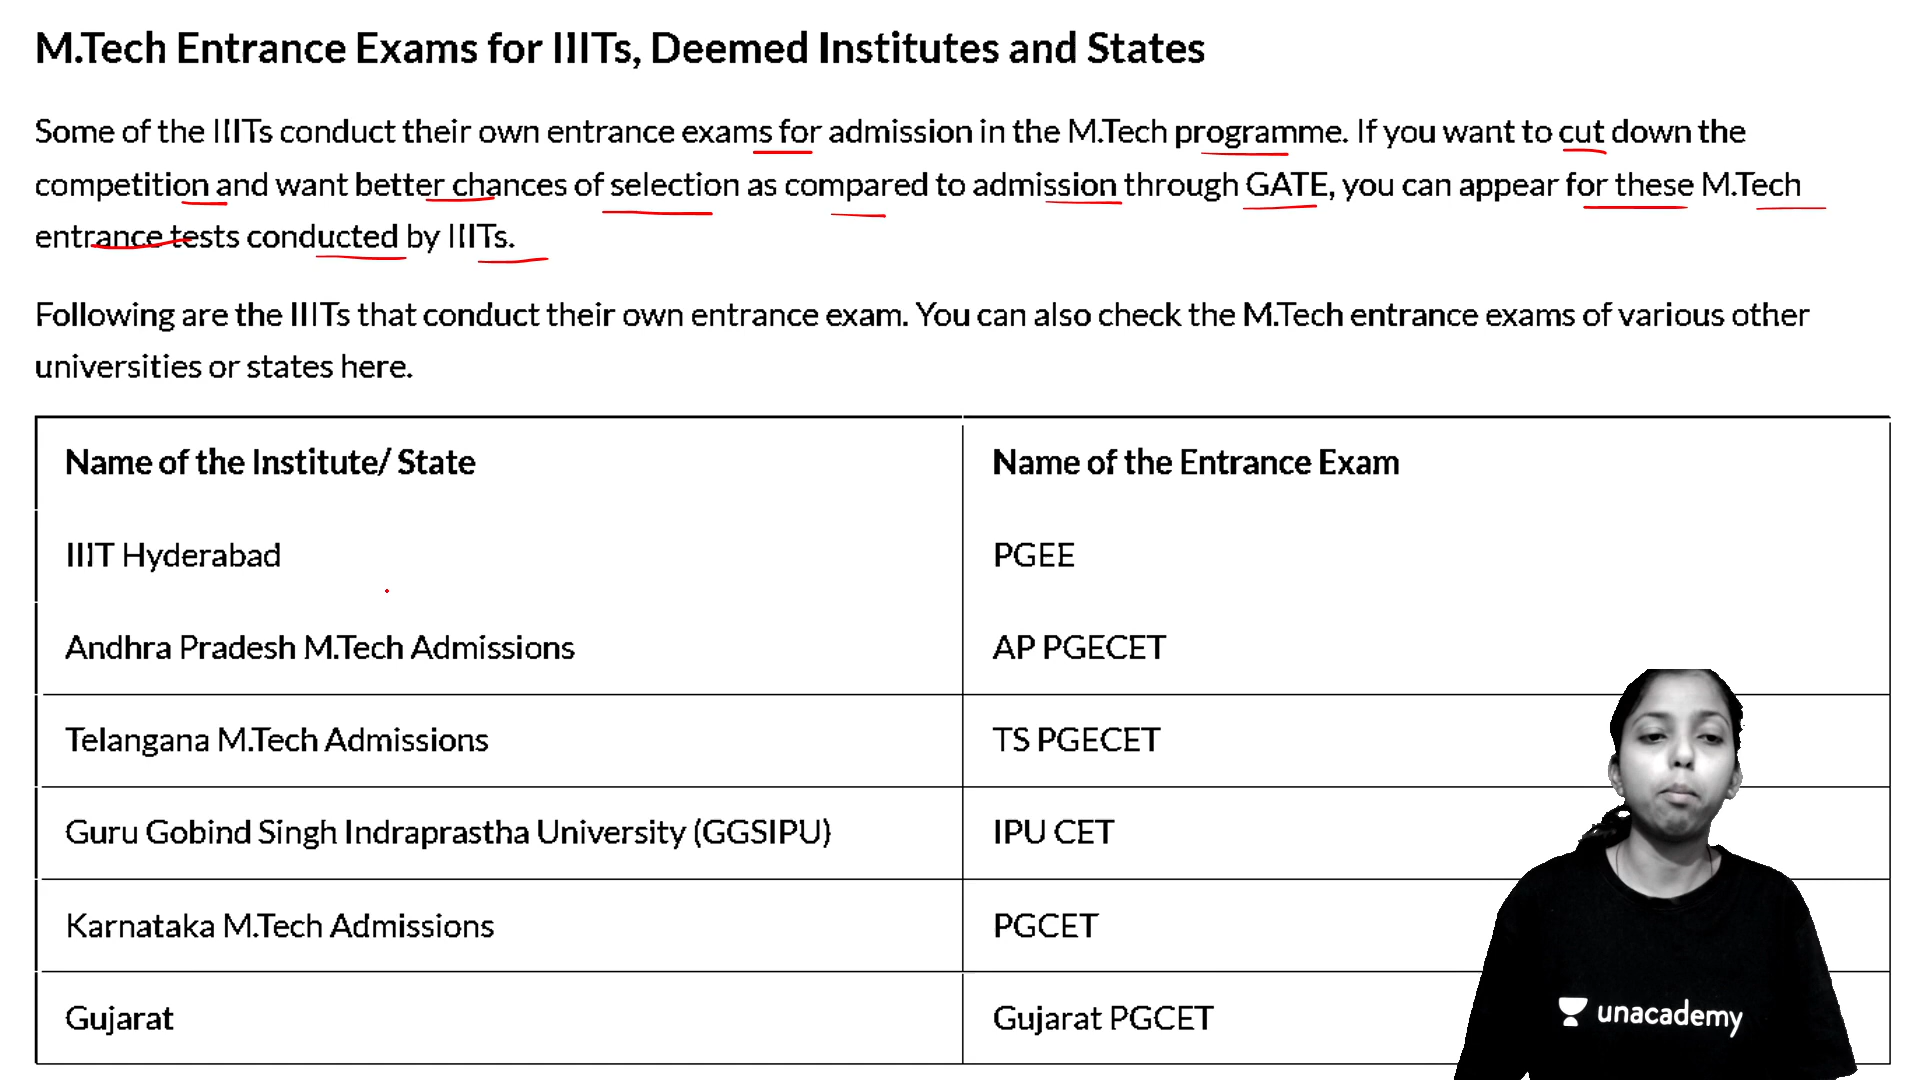 M.Tech Entrance Exams for IIITs, Deemed Institutes and States
Some of the IIITs conduct their own entrance exams for admission in the M.Tech programme. If you want to cut down the
competition and want better chances of selection as compared to admission through GATE, you can appear for these M.Tech
entrance tests conducted by IIITs.
Following are the IIITs that conduct their own entrance exam. You can also check the M.Tech entrance exams of various other
universities or states here.
Name of the Institute/ State Name of the Entrance Exam
IIIT Hyderabad PGEE
Andhra Pradesh M.Tech Admissions AP PGECET
Telangana M.Tech Admissions TS PGECET
Guru Gobind Singh Indraprastha University (GGSIPU) IPU CET
Karnataka M.Tech Admissions PGCET
Gujarat Gujarat PGCET
unacademy